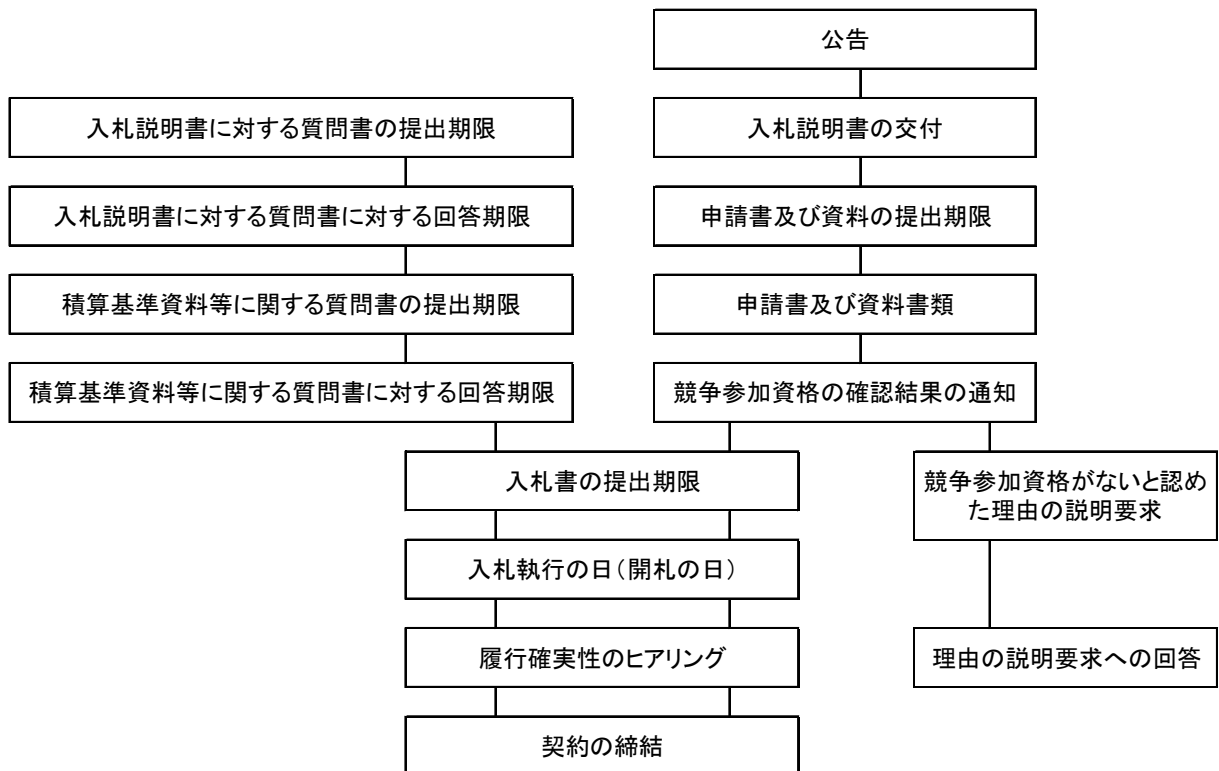 公告
入札説明書に対する質問書の提出期限
入札説明書の交付
入札説明書に対する質問書に対する回答期限
申請書及び資料の提出期限
積算基準資料等に関する質問書の提出期限
申請書及び資料書類
積算基準資料等に関する質問書に対する回答期限
競争参加資格の確認結果の通知
入札書の提出期限
競争参加資格がないと認め
た理由の説明要求
入札執行の日(開札の日)
履行確実性のヒアリング
理由の説明要求への回答
契約の締結